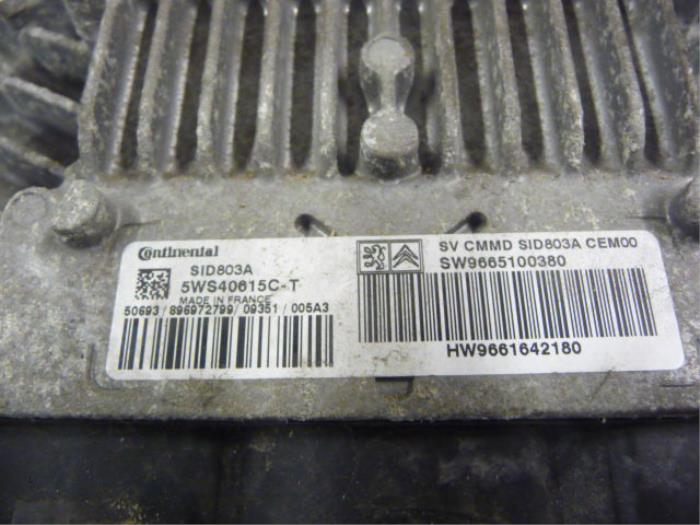 Continental
SID803A
5WS40615C-T
MADE IN FRANCE
50693/896972799/09351/005A3
SV CMMD SID803A CEM00
SW9665100380
HW9661642180